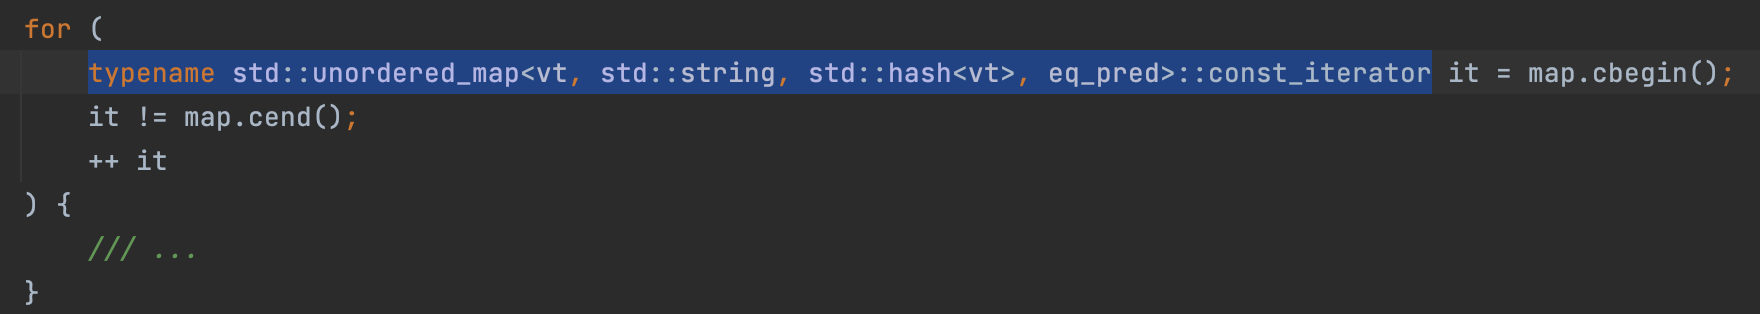 for (
    typename std::unordered_map<vt, std::string, std::hash<vt>, eq_pred>::const_iterator it = map.cbegin();
    it != map.cend();
    ++ it
) {
    /// ...
}